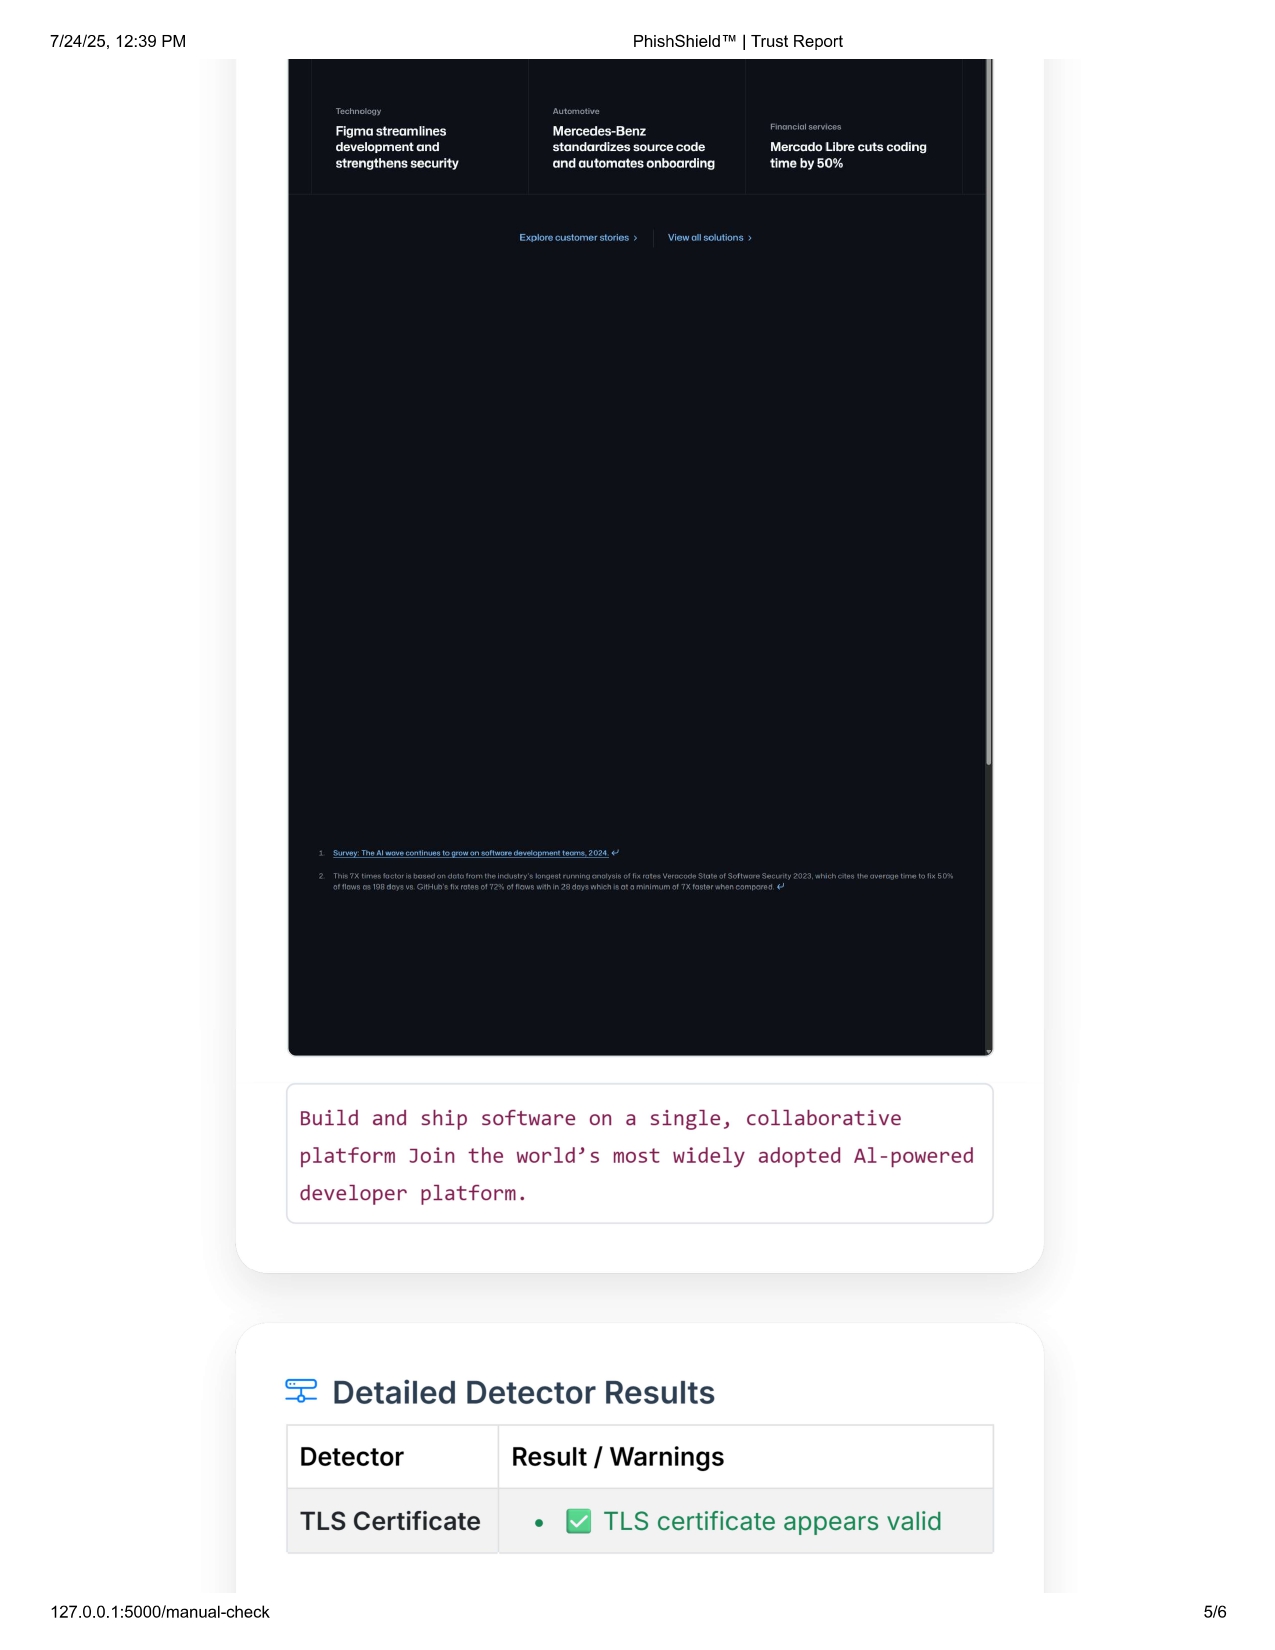 7/24/25, 12:39 PM
PhishShield™ | Trust Report
Technology
Figma streamlines
development and
strengthens security
Automotive
Mercedes-Benz
standardizes source code
and automates onboarding
Financial services
Mercado Libre cuts coding
time by 50%
Explore customer stories ›
View all solutions ›
1. Survey: The AI wave continues to grow on software development teams, 2024. ↵
2. This 7X times factor is based on data from the industry's longest running analysis of fix rates Veracode State of Software Security 2023, which cites the average time to fix 50%
of flaws as 198 days vs. GitHub's fix rates of 72% of flaws with in 28 days which is at a minimum of 7X faster when compared. ↵
Build and ship software on a single, collaborative
platform Join the world’s most widely adopted Al-powered
developer platform.
Detailed Detector Results
Detector
Result / Warnings
TLS Certificate
• ✅ TLS certificate appears valid
127.0.0.1:5000/manual-check
5/6